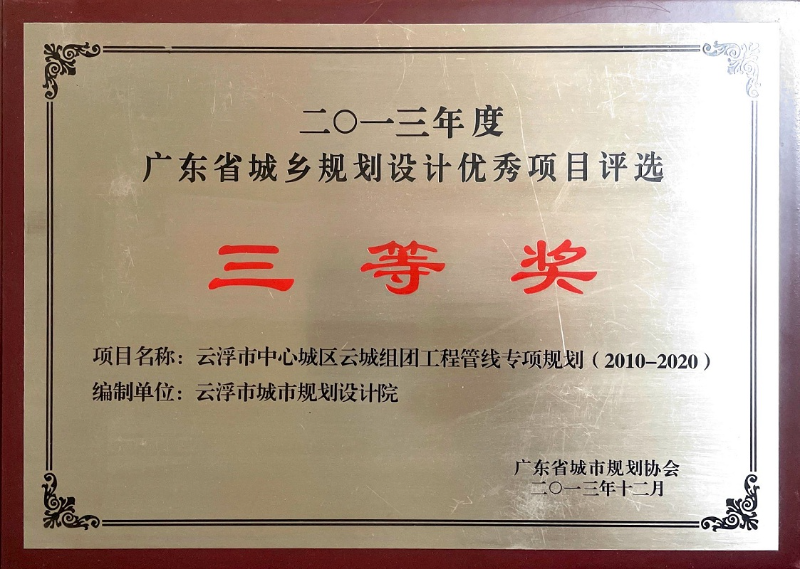 二〇一三年度
广东省城乡规划设计优秀项目评选
三等奖
项目名称：云浮市中心城区云城组团工程管线专项规划（2010-2020）
编制单位：云浮市城市规划设计院
广东省城市规划协会
二〇一三年十二月